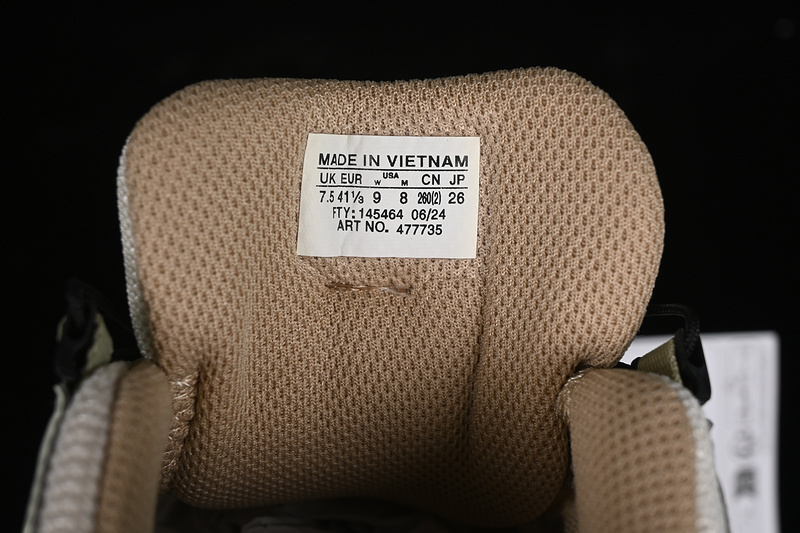 MADE IN VIETNAM
UK EUR W USA M CN JP
7.5 41⅓ 9 8 260(2) 26
FTY: 145464 06/24
ART NO. 477735